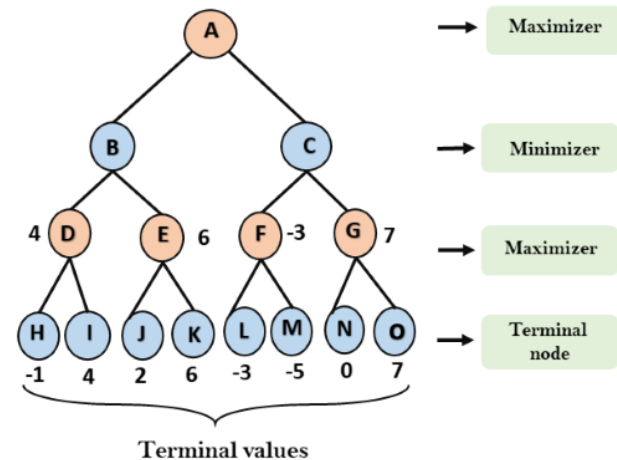 A
Maximizer
B
C
Minimizer
4 D
E 6
F -3
G 7
Maximizer
H I J K L M N O
Terminal
node
-1 4 2 6 -3 -5 0 7
Terminal values